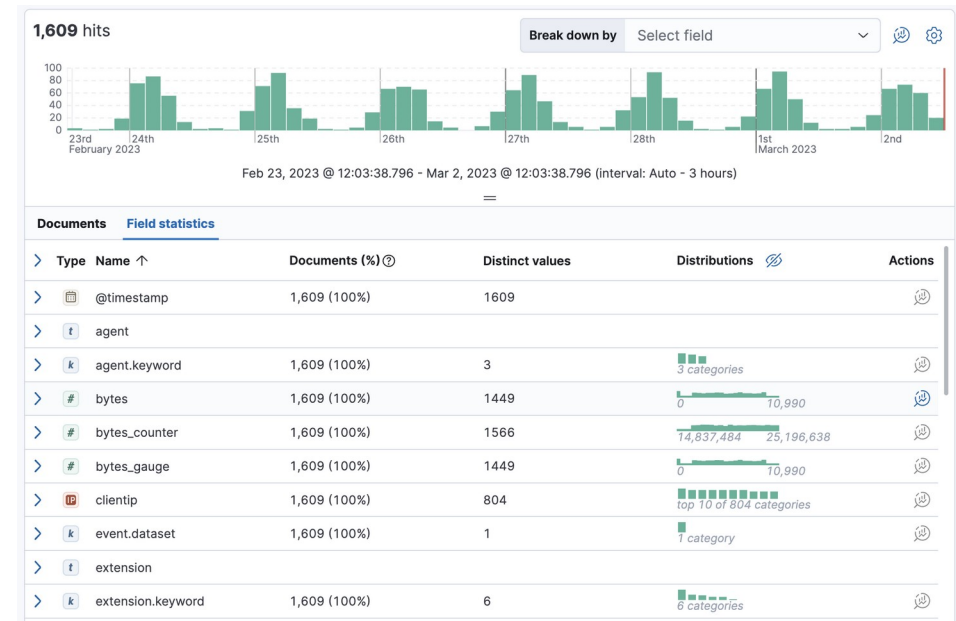 1,609 hits
Break down by Select field
100
80
60
40
20
0
23rd 24th 25th 26th 27th 28th 1st 2nd
February 2023 March 2023
Feb 23, 2023 @ 12:03:38.796 - Mar 2, 2023 @ 12:03:38.796 (interval: Auto - 3 hours)
Documents Field statistics
Type Name Documents (%) Distinct values Distributions Actions
@timestamp 1,609 (100%) 1609
t agent
k agent.keyword 1,609 (100%) 3
3 categories
# bytes 1,609 (100%) 1449
0 10,990
# bytes_counter 1,609 (100%) 1566
14,837,484 25,196,638
# bytes_gauge 1,609 (100%) 1449
0 10,990
IP clientip 1,609 (100%) 804
top 10 of 804 categories
k event.dataset 1,609 (100%) 1
1 category
t extension
k extension.keyword 1,609 (100%) 6
6 categories